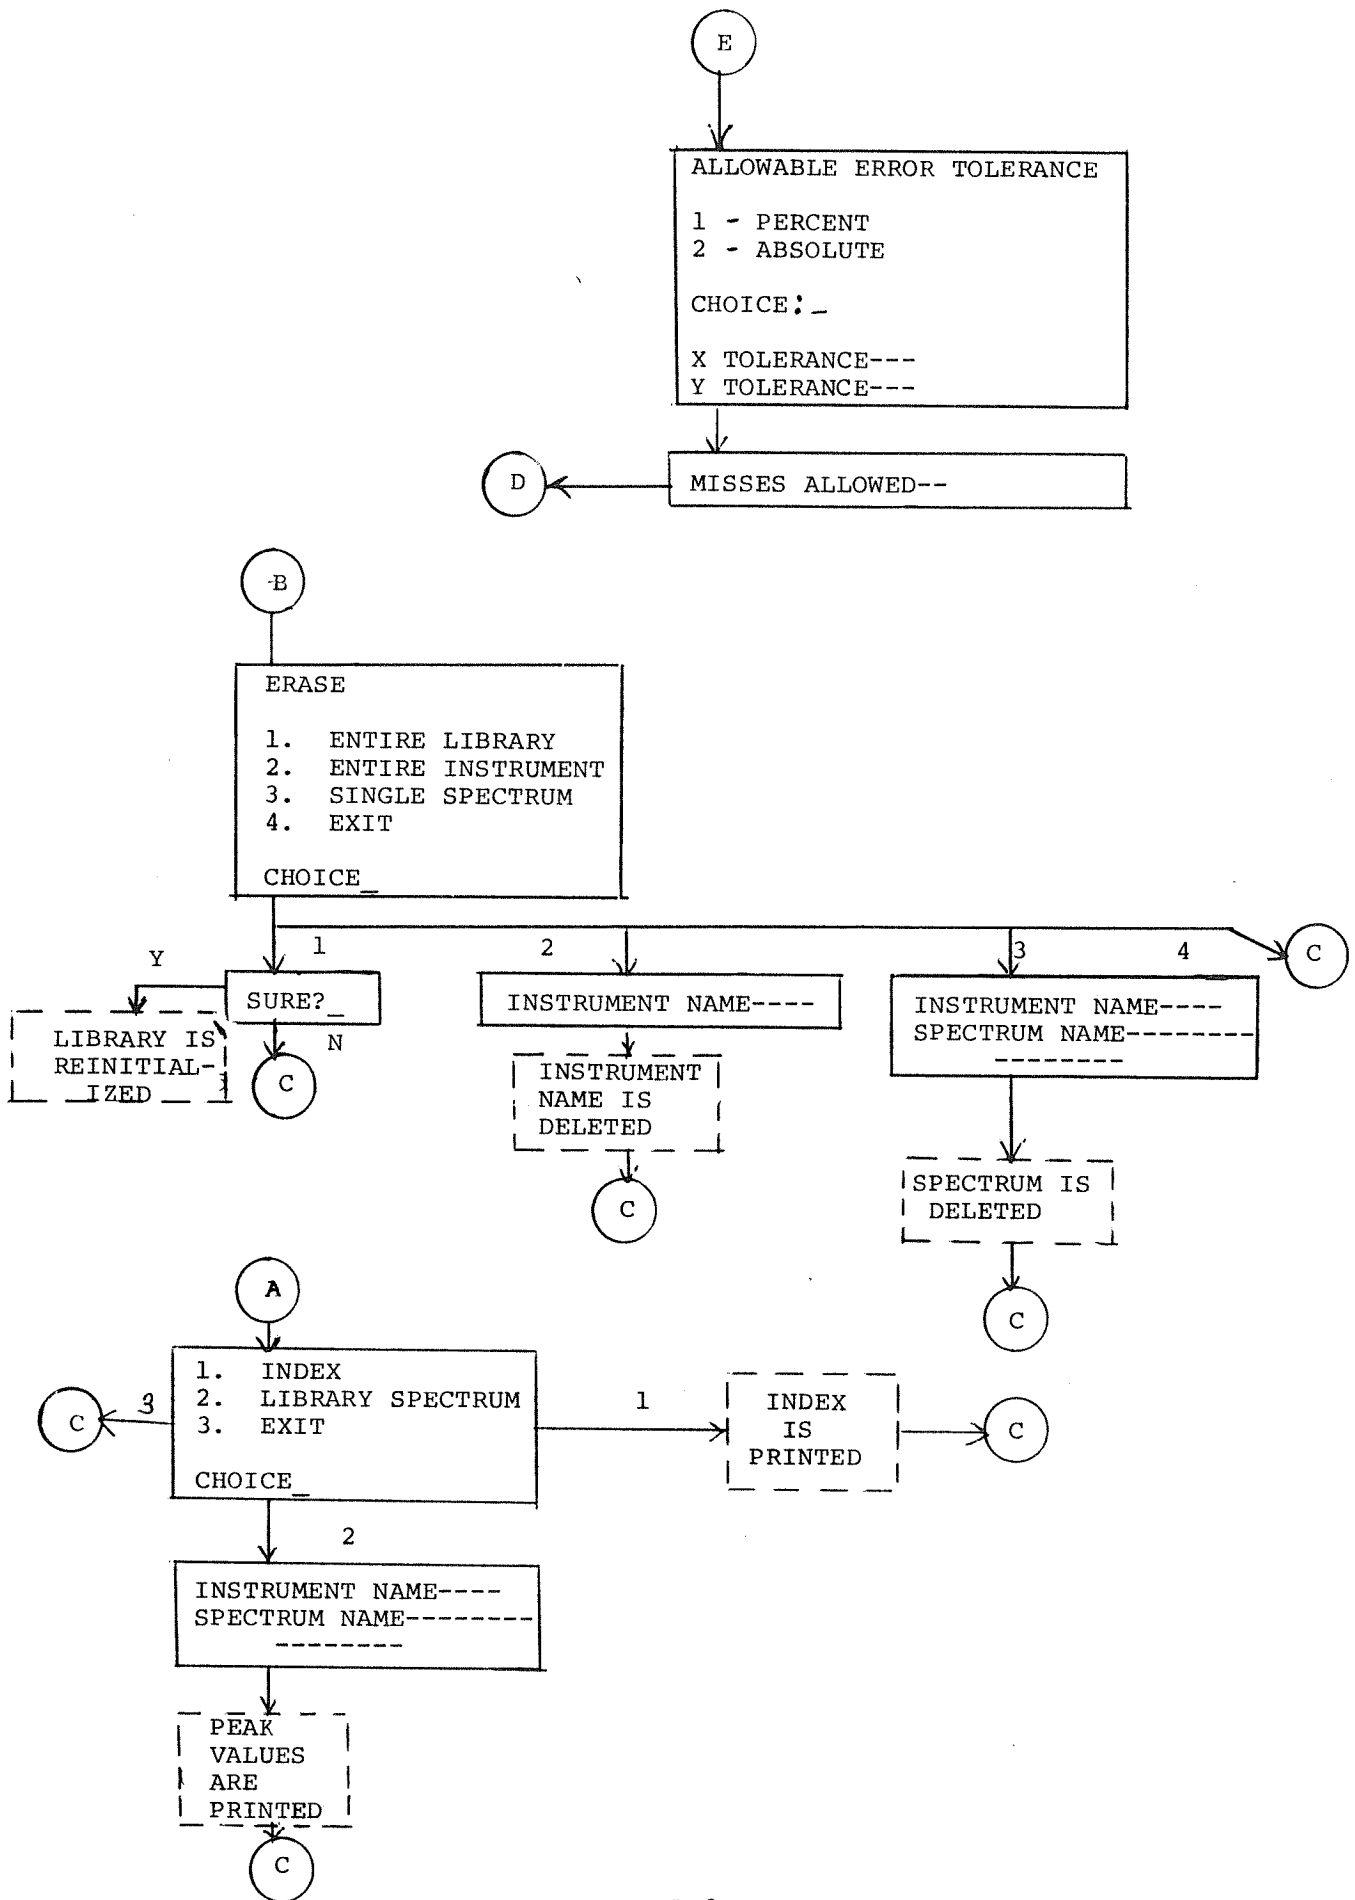 E
ALLOWABLE ERROR TOLERANCE
1 - PERCENT
2 - ABSOLUTE
CHOICE:_
X TOLERANCE---
Y TOLERANCE---
D
MISSES ALLOWED--
B
ERASE
1. ENTIRE LIBRARY
2. ENTIRE INSTRUMENT
3. SINGLE SPECTRUM
4. EXIT
CHOICE_
Y
1
2
3
4
C
SURE?_
N
LIBRARY IS
REINITIAL-
IZED
C
INSTRUMENT NAME----
INSTRUMENT
NAME IS
DELETED
C
INSTRUMENT NAME----
SPECTRUM NAME--------
--------
SPECTRUM IS
DELETED
C
A
1. INDEX
2. LIBRARY SPECTRUM
3. EXIT
CHOICE_
3
C
1
INDEX
IS
PRINTED
C
2
INSTRUMENT NAME----
SPECTRUM NAME--------
--------
PEAK
VALUES
ARE
PRINTED
C